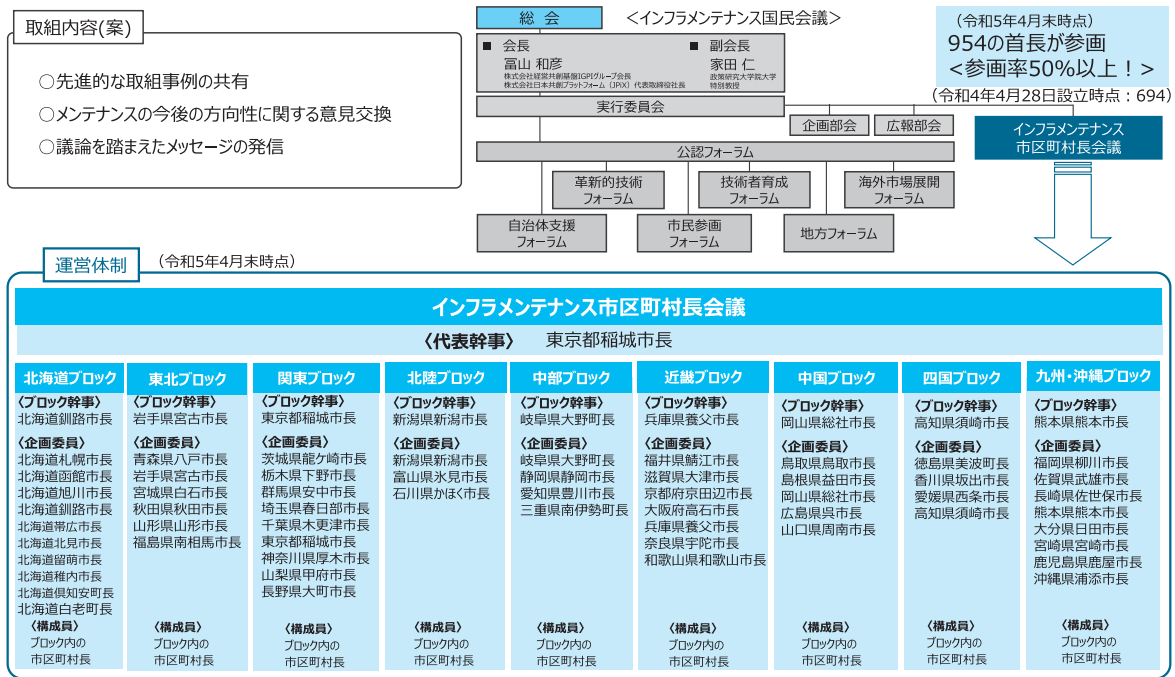 取組内容(案)
○先進的な取組事例の共有
○メンテナンスの今後の方向性に関する意見交換
○議論を踏まえたメッセージの発信
総 会
＜インフラメンテナンス国民会議＞
■ 会長
冨山 和彦
株式会社経営共創基盤IGPIグループ会長
株式会社日本共創プラットフォーム（JPiX）代表取締役社長
■ 副会長
家田 仁
政策研究大学院大学
特別教授
実行委員会
企画部会
広報部会
公認フォーラム
革新的技術
フォーラム
技術者育成
フォーラム
海外市場展開
フォーラム
自治体支援
フォーラム
市民参画
フォーラム
地方フォーラム
（令和5年4月末時点）
954の首長が参画
<参画率50%以上！>
（令和4年4月28日設立時点：694）
インフラメンテナンス
市区町村長会議
運営体制
（令和5年4月末時点）
インフラメンテナンス市区町村長会議
〈代表幹事〉 東京都稲城市長
北海道ブロック
〈ブロック幹事〉
北海道釧路市長
〈企画委員〉
北海道札幌市長
北海道函館市長
北海道旭川市長
北海道釧路市長
北海道帯広市長
北海道北見市長
北海道留萌市長
北海道稚内市長
北海道倶知安町長
北海道白老町長
〈構成員〉
ブロック内の
市区町村長
東北ブロック
〈ブロック幹事〉
岩手県宮古市長
〈企画委員〉
青森県八戸市長
岩手県宮古市長
宮城県白石市長
秋田県秋田市長
山形県山形市長
福島県南相馬市長
〈構成員〉
ブロック内の
市区町村長
関東ブロック
〈ブロック幹事〉
東京都稲城市長
〈企画委員〉
茨城県龍ケ崎市長
栃木県下野市長
群馬県安中市長
埼玉県春日部市長
千葉県木更津市長
東京都稲城市長
神奈川県厚木市長
山梨県甲府市長
長野県大町市長
〈構成員〉
ブロック内の
市区町村長
北陸ブロック
〈ブロック幹事〉
新潟県新潟市長
〈企画委員〉
新潟県新潟市長
富山県氷見市長
石川県かほく市長
〈構成員〉
ブロック内の
市区町村長
中部ブロック
〈ブロック幹事〉
岐阜県大野町長
〈企画委員〉
岐阜県大野町長
静岡県静岡市長
愛知県豊川市長
三重県南伊勢町長
〈構成員〉
ブロック内の
市区町村長
近畿ブロック
〈ブロック幹事〉
兵庫県養父市長
〈企画委員〉
福井県鯖江市長
滋賀県大津市長
京都府京田辺市長
大阪府高石市長
兵庫県養父市長
奈良県宇陀市長
和歌山県和歌山市長
〈構成員〉
ブロック内の
市区町村長
中国ブロック
〈ブロック幹事〉
岡山県総社市長
〈企画委員〉
鳥取県鳥取市長
島根県益田市長
岡山県総社市長
広島県呉市長
山口県周南市長
〈構成員〉
ブロック内の
市区町村長
四国ブロック
〈ブロック幹事〉
高知県須崎市長
〈企画委員〉
徳島県美波町長
香川県坂出市長
愛媛県西条市長
高知県須崎市長
〈構成員〉
ブロック内の
市区町村長
九州・沖縄ブロック
〈ブロック幹事〉
熊本県熊本市長
〈企画委員〉
福岡県柳川市長
佐賀県武雄市長
長崎県佐世保市長
熊本県熊本市長
大分県日田市長
宮崎県宮崎市長
鹿児島県鹿屋市長
沖縄県浦添市長
〈構成員〉
ブロック内の
市区町村長